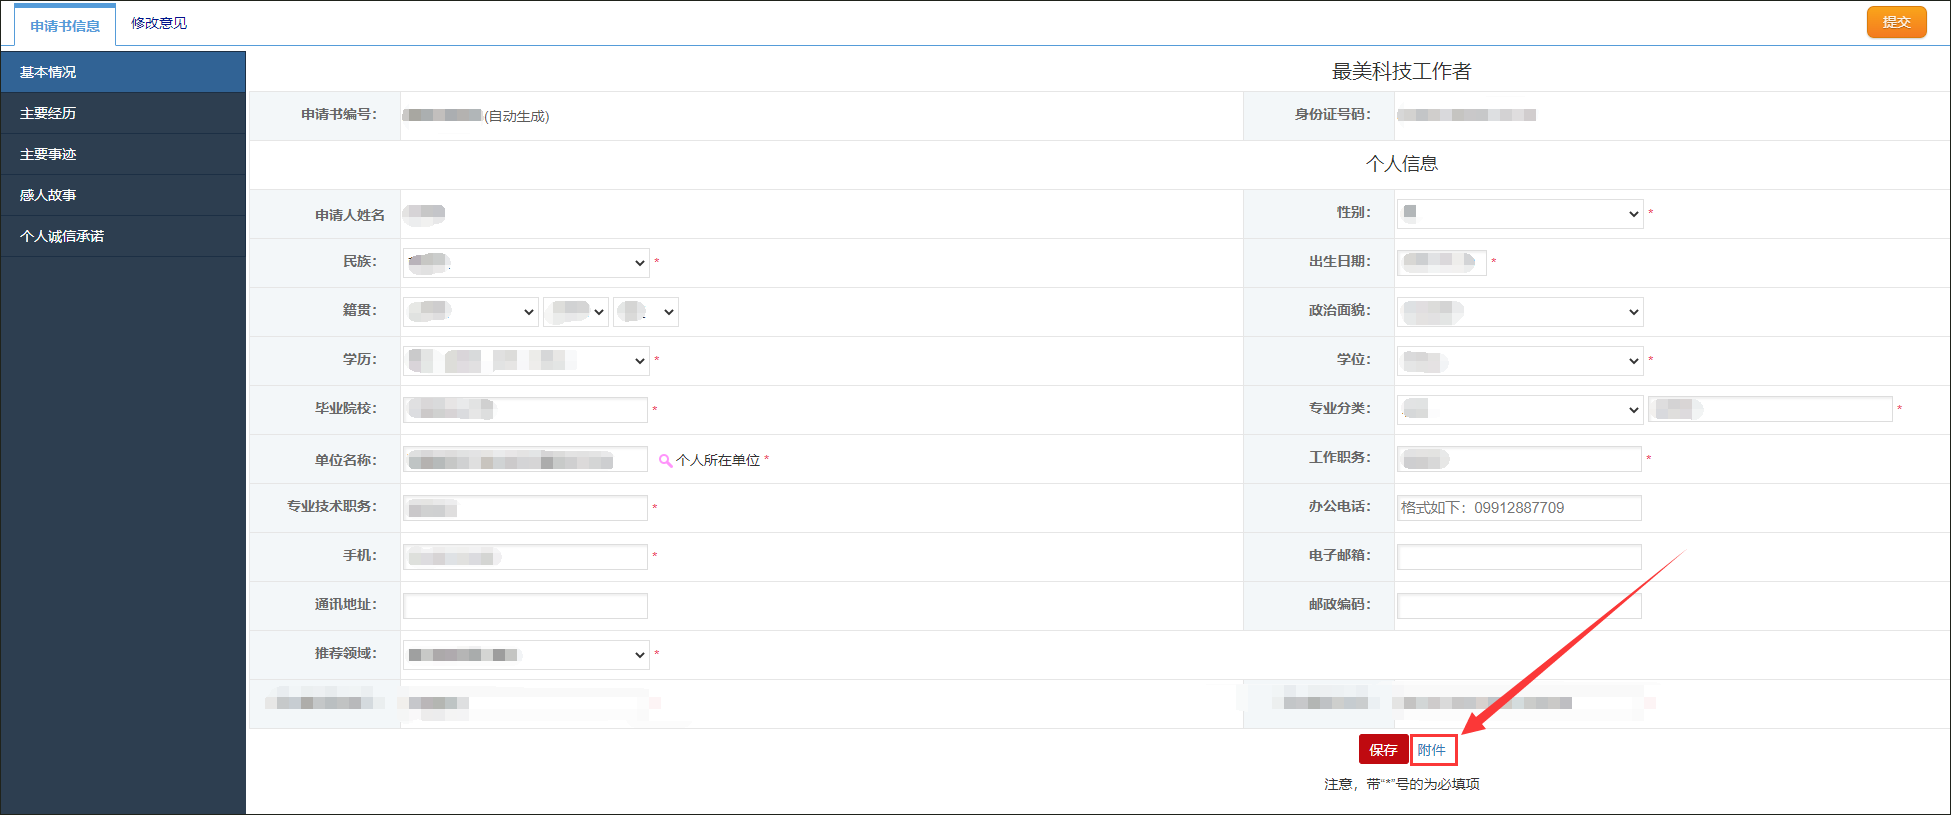 申请书信息 修改意见 提交
基本情况
主要经历
主要事迹
感人故事
个人诚信承诺
最美科技工作者
申请书编号： (自动生成) 身份证号码：
个人信息
申请人姓名 性别： *
民族： * 出生日期： *
籍贯： 政治面貌：
学历： * 学位： *
毕业院校： * 专业分类： *
单位名称： 个人所在单位 * 工作职务： *
专业技术职务： * 办公电话： 格式如下：09912887709
手机： * 电子邮箱：
通讯地址： 邮政编码：
推荐领域： *
保存 附件
注意，带“*”号的为必填项